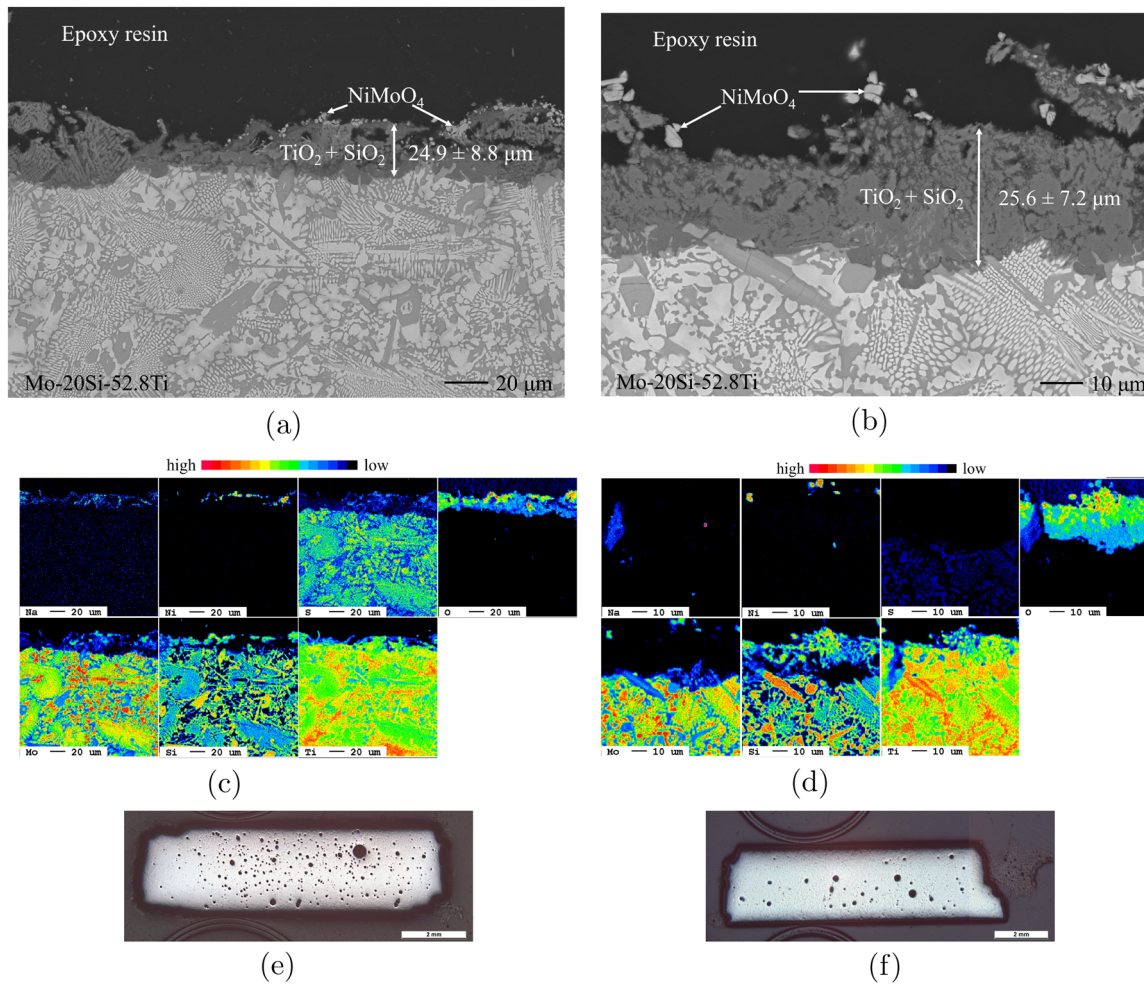 Epoxy resin
NiMoO₄
TiO₂ + SiO₂ 24.9 ± 8.8 μm
Mo-20Si-52.8Ti
20 μm
(a)
Epoxy resin
NiMoO₄
TiO₂ + SiO₂ 25.6 ± 7.2 μm
Mo-20Si-52.8Ti
10 μm
(b)
high low
Na 20 um
Ni 20 um
S 20 um
O 20 um
Mo 20 um
Si 20 um
Ti 20 um
(c)
high low
Na 10 um
Ni 10 um
S 10 um
O 10 um
Mo 10 um
Si 10 um
Ti 10 um
(d)
2 mm
(e)
2 mm
(f)